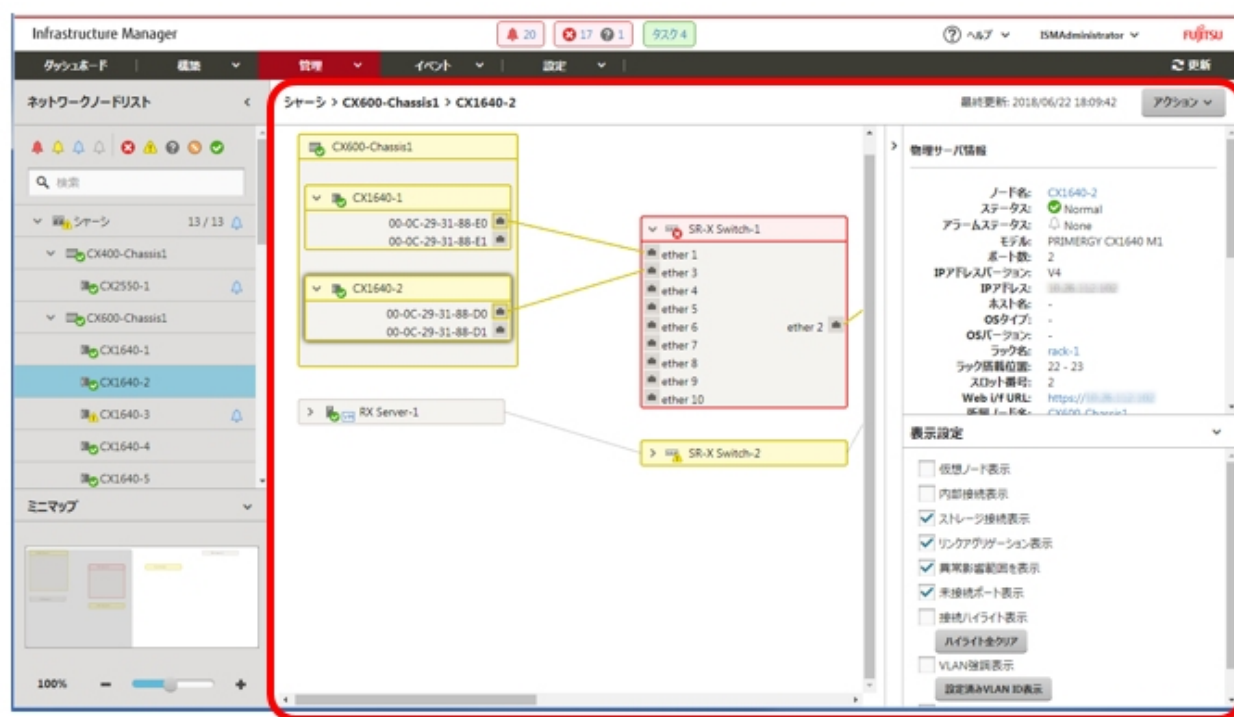 Infrastructure Manager
20
17
1
タスク 4
ヘルプ
ISMAdministrator
FUJITSU
ダッシュボード
構築
管理
イベント
設定
更新
ネットワークノードリスト
検索
シャーシ 13 / 13
CX400-Chassis1
CX2550-1
CX600-Chassis1
CX1640-1
CX1640-2
CX1640-3
CX1640-4
CX1640-5
ミニマップ
100%
シャーシ > CX600-Chassis1 > CX1640-2
最終更新: 2018/06/22 18:09:42
アクション
CX600-Chassis1
CX1640-1
00-0C-29-31-88-E0
00-0C-29-31-88-E1
CX1640-2
00-0C-29-31-88-D0
00-0C-29-31-88-D1
RX Server-1
SR-X Switch-1
ether 1
ether 3
ether 4
ether 5
ether 6
ether 7
ether 8
ether 9
ether 10
ether 2
SR-X Switch-2
物理サーバ情報
ノード名: CX1640-2
ステータス: Normal
アラームステータス: None
モデル: PRIMERGY CX1640 M1
ポート数: 2
IPアドレスバージョン: V4
IPアドレス:
ホスト名: -
OSタイプ: -
OSバージョン: -
ラック名: rack-1
ラック搭載位置: 22 - 23
スロット番号: 2
Web i/f URL: https://
所属ノード名: CX600-Chassis1
表示設定
仮想ノード表示
内部接続表示
ストレージ接続表示
リンクアグリゲーション表示
異常影響範囲を表示
未接続ポート表示
接続ハイライト表示
ハイライト全クリア
VLAN強調表示
設定済みVLAN ID表示